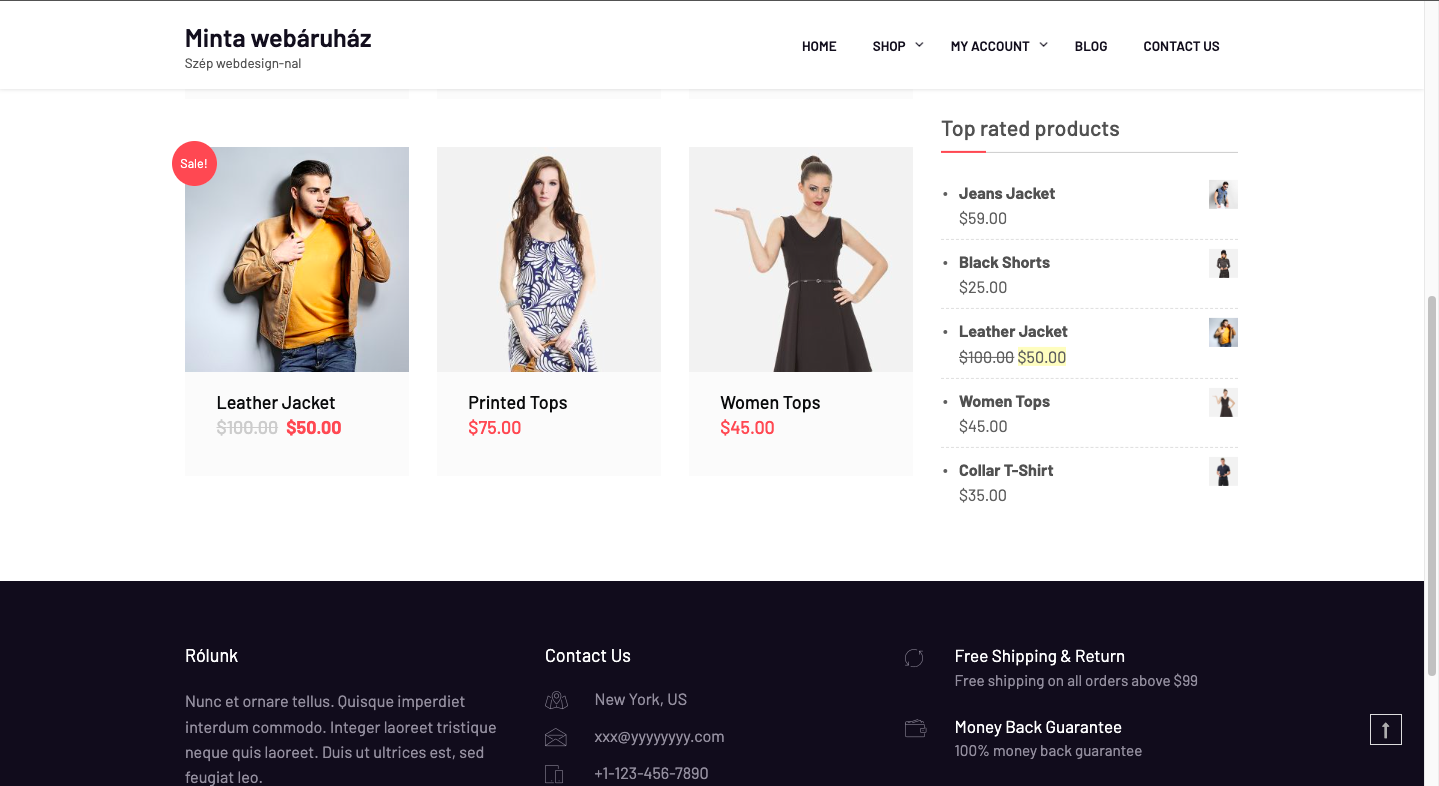 Minta webáruház
Szép webdesign-nal
HOME SHOP MY ACCOUNT BLOG CONTACT US
Sale!
Leather Jacket
$100.00 $50.00
Printed Tops
$75.00
Women Tops
$45.00
Top rated products
Jeans Jacket
$59.00
Black Shorts
$25.00
Leather Jacket
$100.00 $50.00
Women Tops
$45.00
Collar T-Shirt
$35.00
Rólunk
Nunc et ornare tellus. Quisque imperdiet
interdum commodo. Integer laoreet tristique
neque quis laoreet. Duis ut ultrices est, sed
feugiat leo.
Contact Us
New York, US
xxx@yyyyyyyy.com
+1-123-456-7890
Free Shipping & Return
Free shipping on all orders above $99
Money Back Guarantee
100% money back guarantee